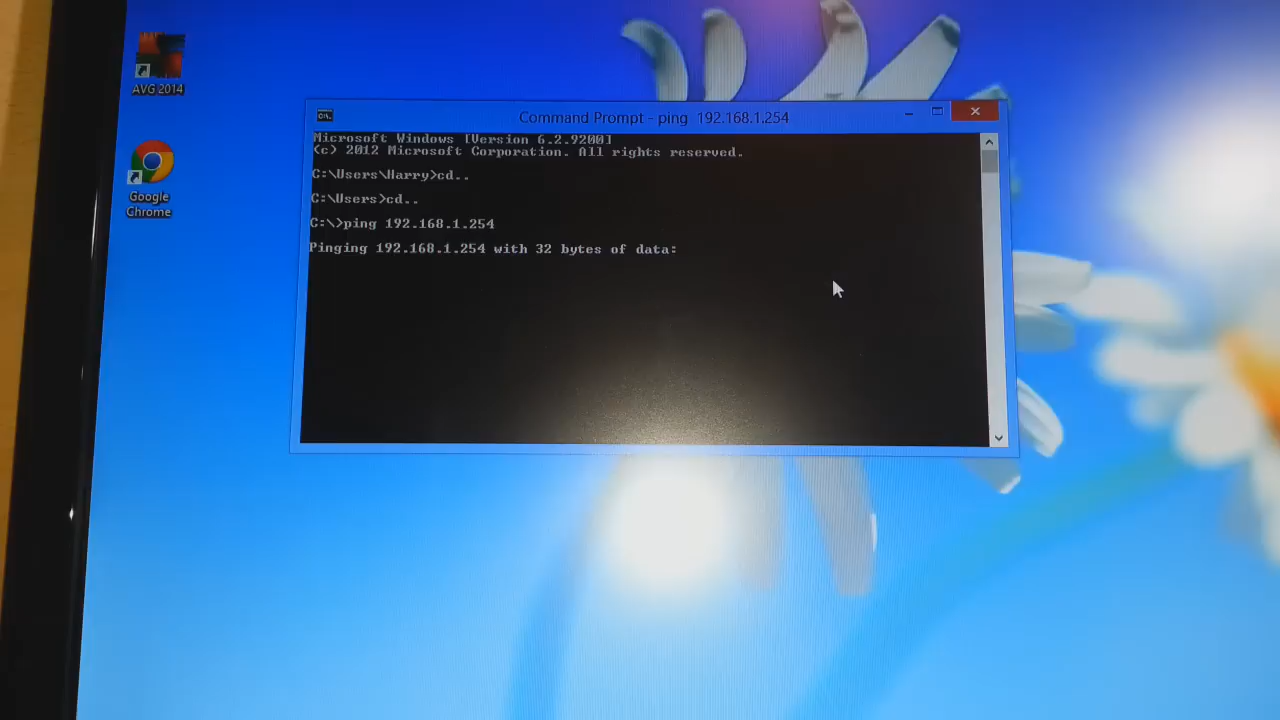 AVG 2014
Google
Chrome
Command Prompt - ping 192.168.1.254
Microsoft Windows [Version 6.2.9200]
(c) 2012 Microsoft Corporation. All rights reserved.
C:\Users\Harry>cd..
C:\Users>cd..
C:\>ping 192.168.1.254
Pinging 192.168.1.254 with 32 bytes of data: